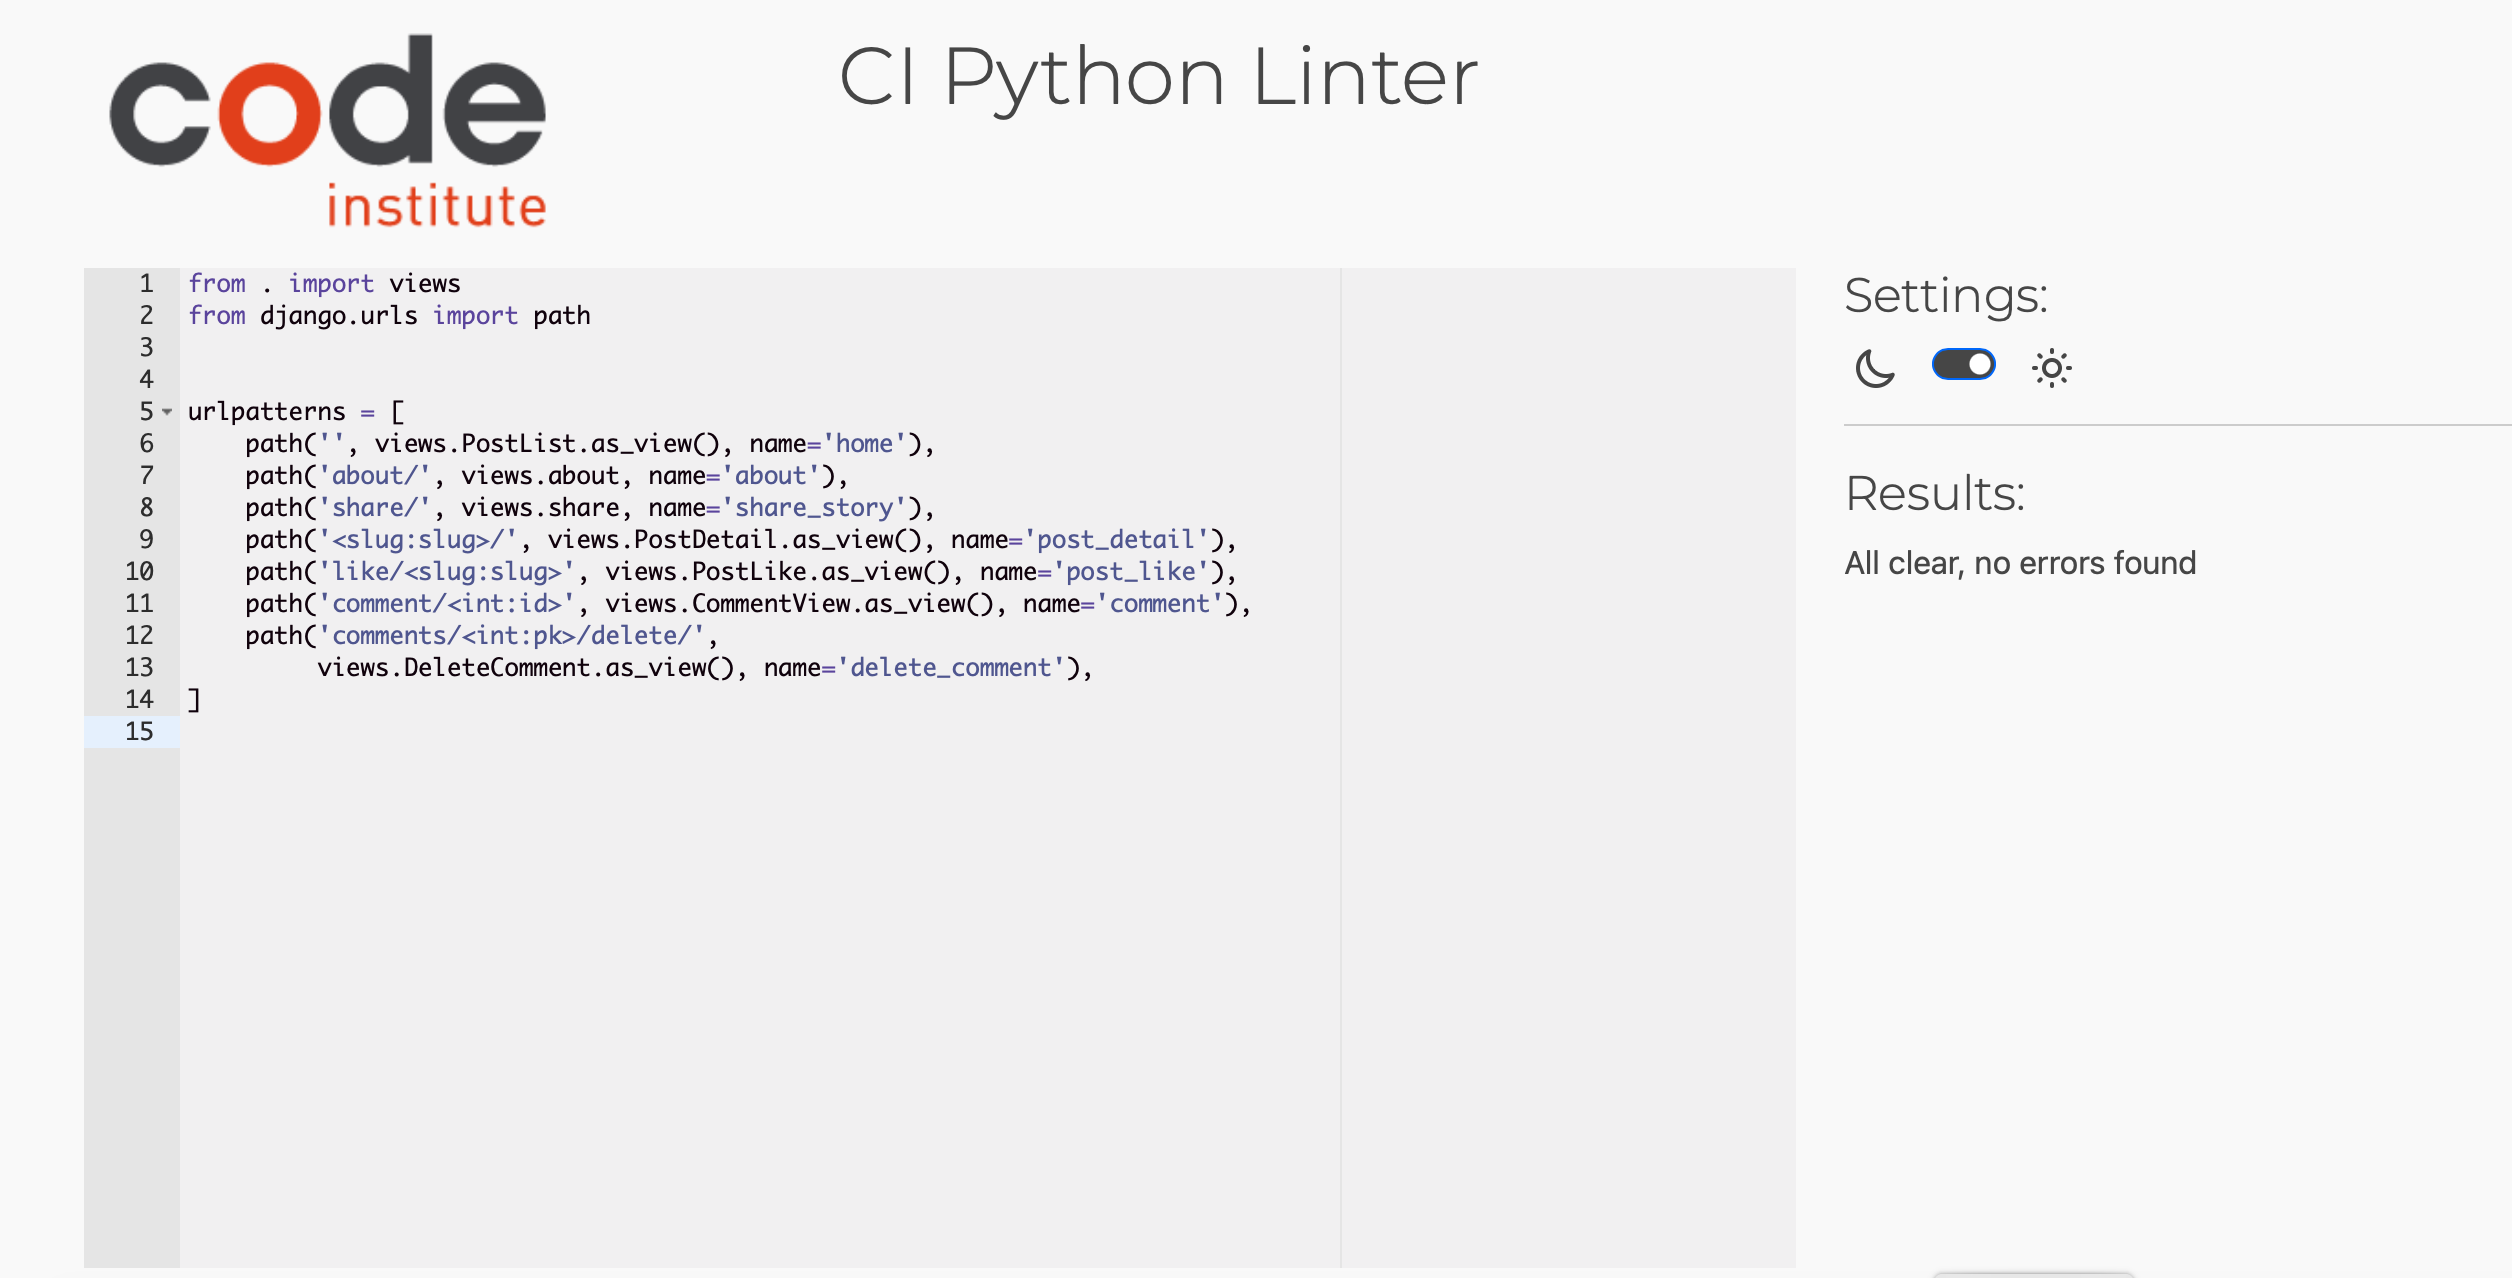 code
institute
CI Python Linter
1 from . import views
2 from django.urls import path
3
4
5 urlpatterns = [
6     path('', views.PostList.as_view(), name='home'),
7     path('about/', views.about, name='about'),
8     path('share/', views.share, name='share_story'),
9     path('<slug:slug>/', views.PostDetail.as_view(), name='post_detail'),
10     path('like/<slug:slug>', views.PostLike.as_view(), name='post_like'),
11     path('comment/<int:id>', views.CommentView.as_view(), name='comment'),
12     path('comments/<int:pk>/delete/',
13          views.DeleteComment.as_view(), name='delete_comment'),
14 ]
15
Settings:
Results:
All clear, no errors found